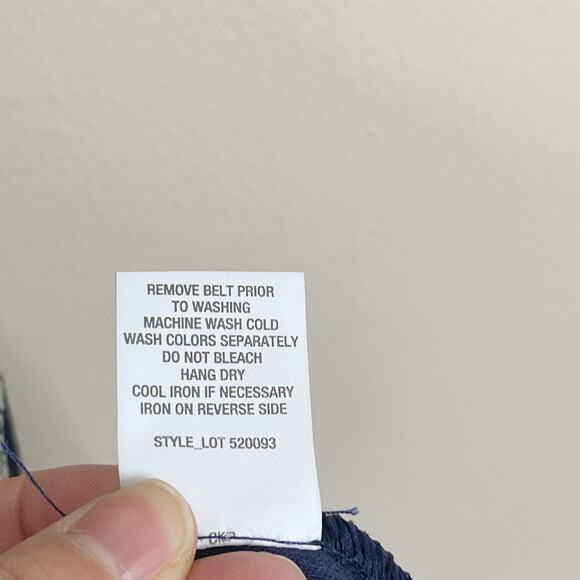 REMOVE BELT PRIOR
TO WASHING
MACHINE WASH COLD
WASH COLORS SEPARATELY
DO NOT BLEACH
HANG DRY
COOL IRON IF NECESSARY
IRON ON REVERSE SIDE
STYLE_LOT 520093